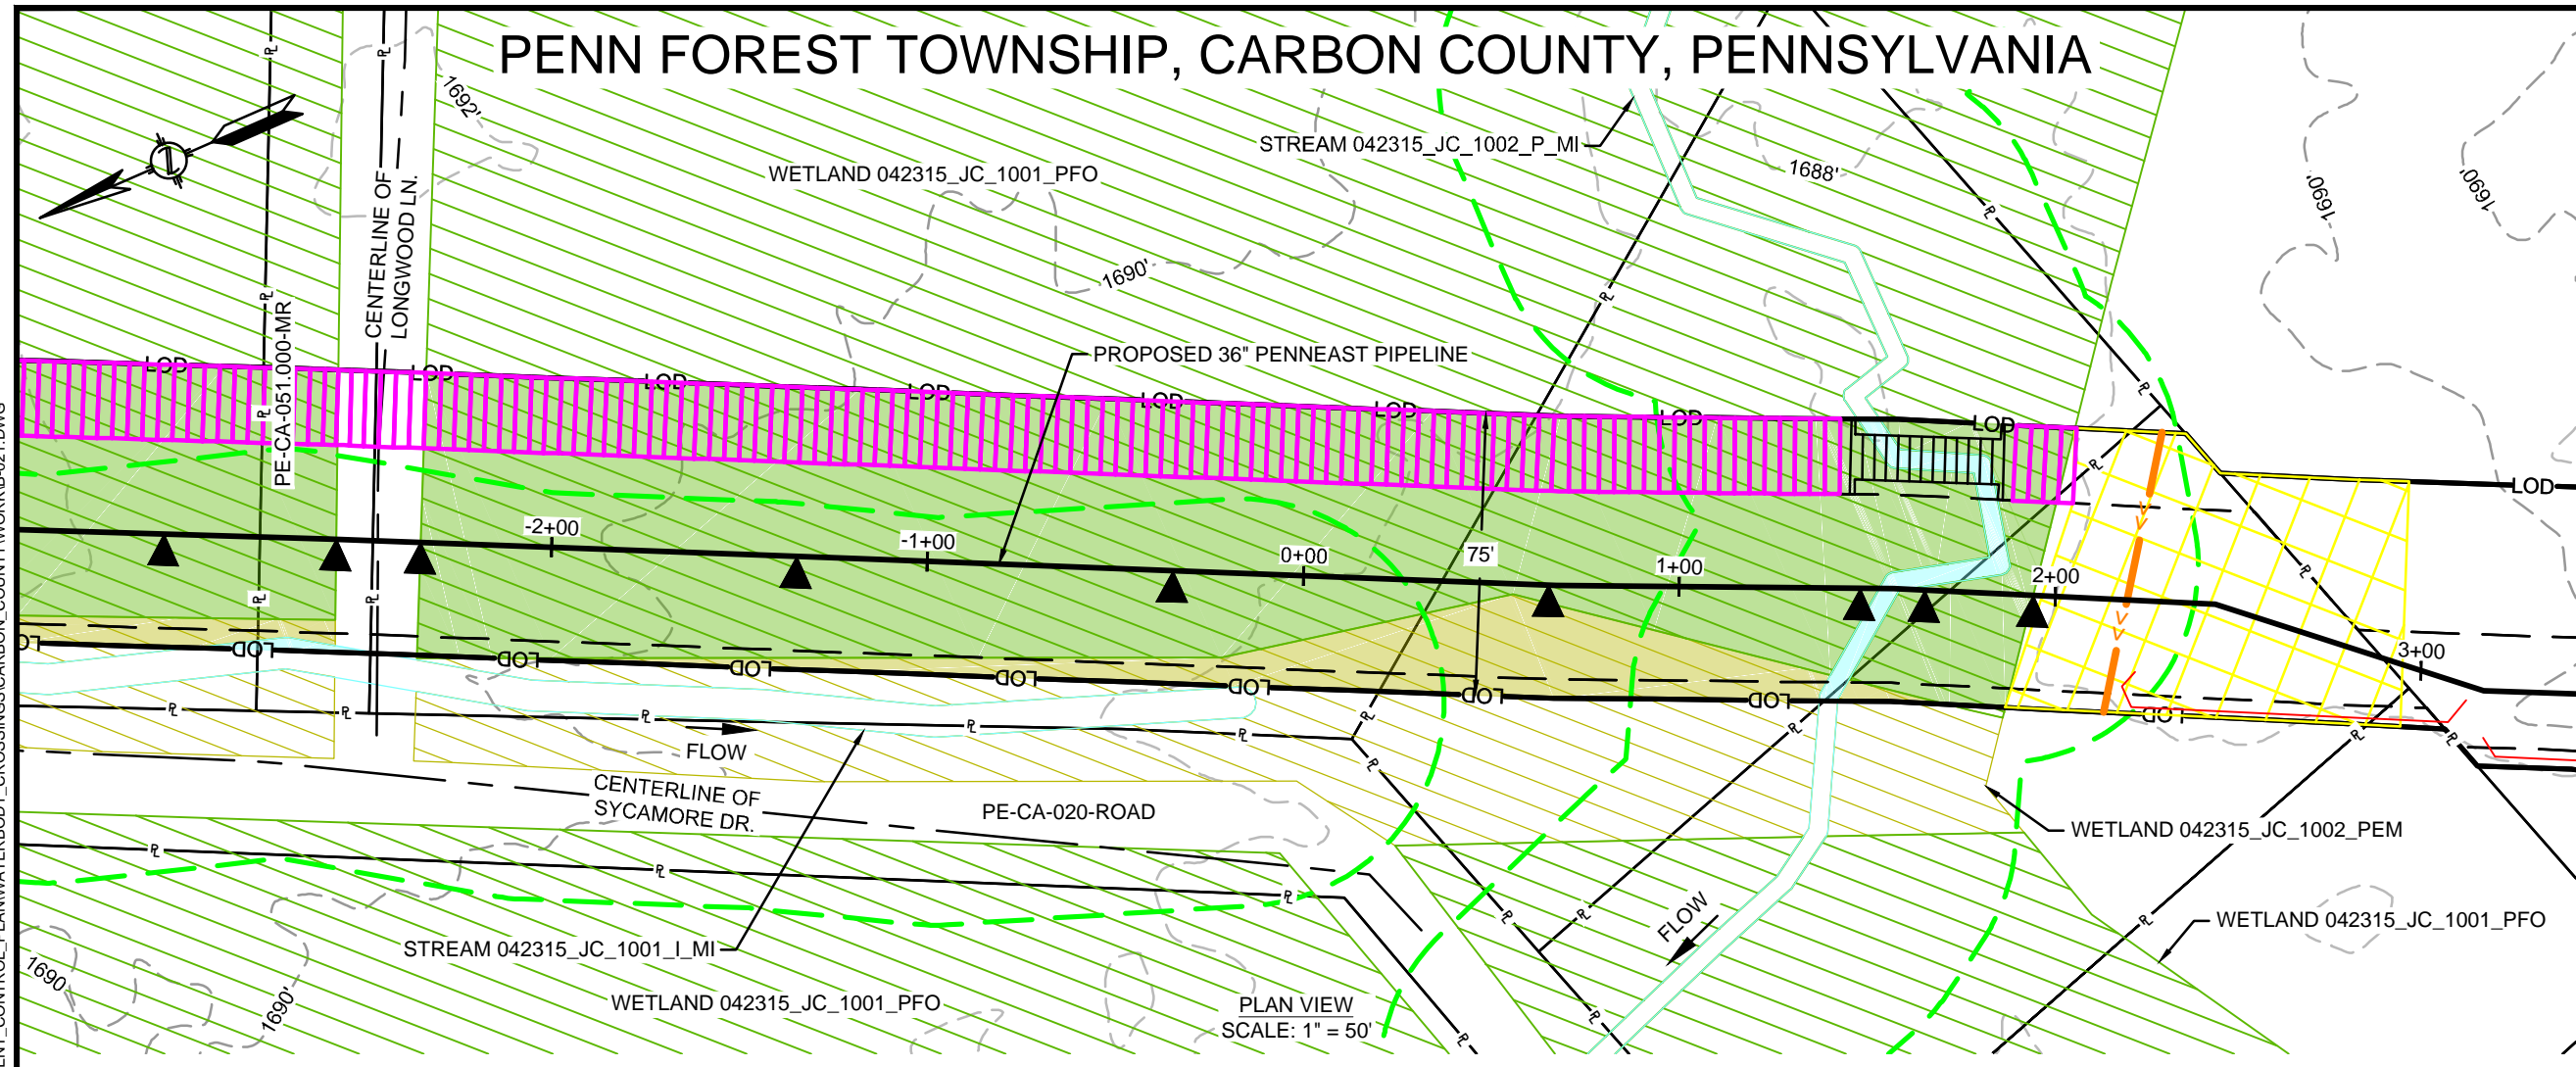 PENN FOREST TOWNSHIP, CARBON COUNTY, PENNSYLVANIA
1692'
CENTERLINE OF
LONGWOOD LN.
WETLAND 042315_JC_1001_PFO
STREAM 042315_JC_1002_P_MI
1688'
1690'
1690'
1690'
PE-CA-051.000-MR
PROPOSED 36" PENNEAST PIPELINE
LOD
LOD
LOD
LOD
LOD
LOD
LOD
LOD
LOD
-2+00
-1+00
0+00
75'
1+00
2+00
3+00
LOD
LOD
LOD
LOD
LOD
LOD
LOD
LOD
FLOW
CENTERLINE OF
SYCAMORE DR.
PE-CA-020-ROAD
WETLAND 042315_JC_1002_PEM
FLOW
WETLAND 042315_JC_1001_PFO
STREAM 042315_JC_1001_I_MI
1690
1690'
WETLAND 042315_JC_1001_PFO
PLAN VIEW
SCALE: 1" = 50'